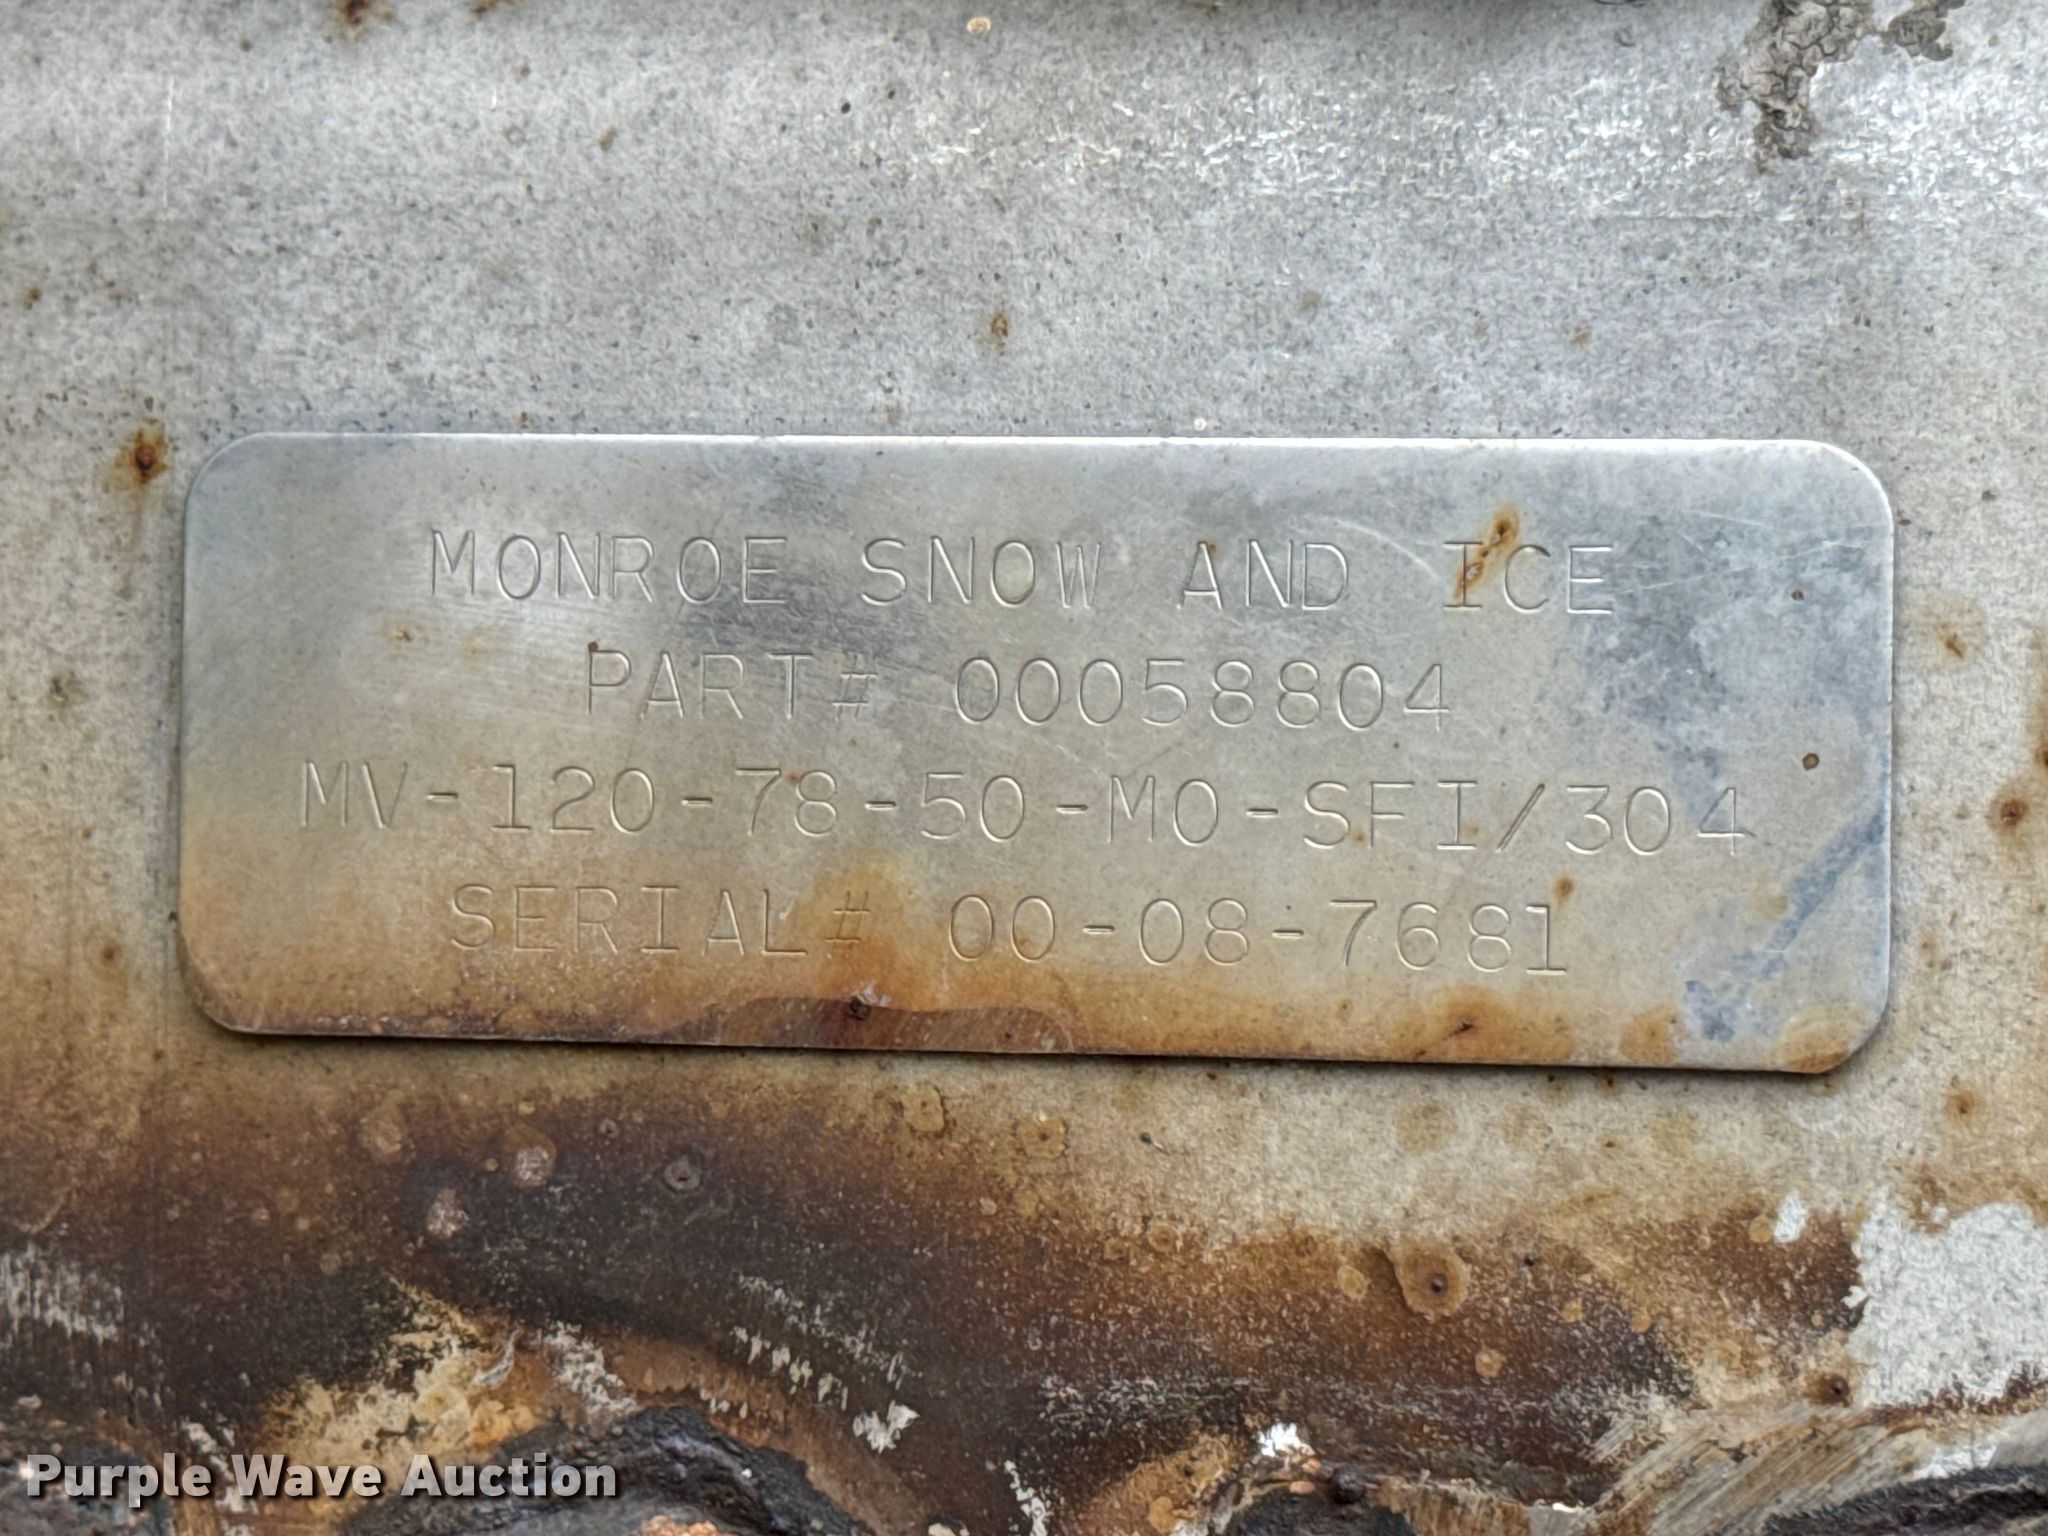 MONROE SNOW AND ICE
PART# 00058804
MV-120-78-50-MO-SFI/304
SERIAL# 00-08-7681
Purple Wave Auction